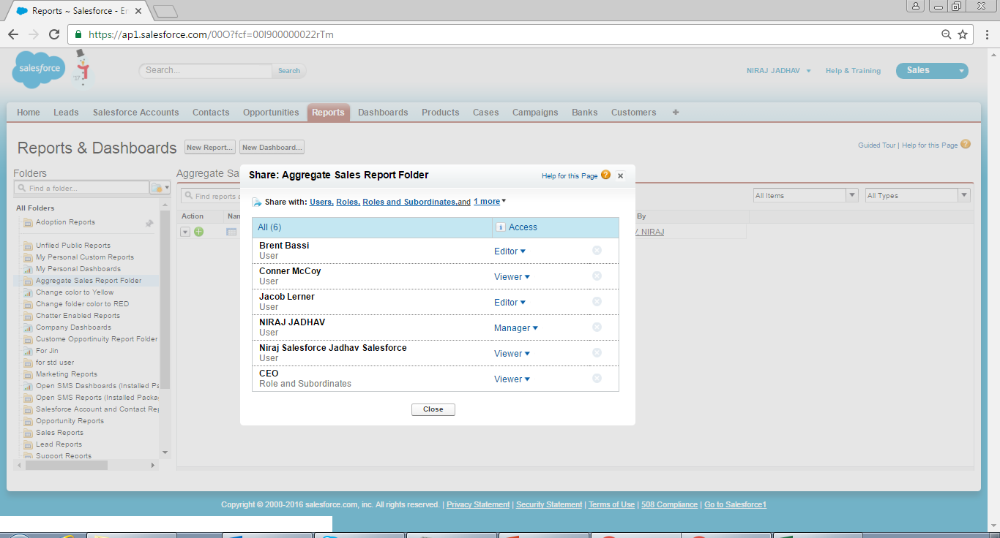 Reports ~ Salesforce - En
https://ap1.salesforce.com/00O?fcf=00l900000022rTm
salesforce
'17
Search...
Search
NIRAJ JADHAV
Help & Training
Sales
Home Leads Salesforce Accounts Contacts Opportunities Reports Dashboards Products Cases Campaigns Banks Customers +
Reports & Dashboards
New Report...
New Dashboard...
Guided Tour | Help for this Page ?
Folders
Find a folder...
All Folders
Adoption Reports
Unfiled Public Reports
My Personal Custom Reports
My Personal Dashboards
Aggregate Sales Report Folder
Change color to Yellow
Change folder color to RED
Chatter Enabled Reports
Company Dashboards
Custome Opportinuity Report Folder
For Jin
for std user
Marketing Reports
Open SMS Dashboards (Installed Pa
Open SMS Reports (Installed Packa
Salesforce Account and Contact Rep
Opportunity Reports
Sales Reports
Lead Reports
Support Reports
Aggregate Sa
Find reports a
All Items
All Types
Action
Nan
By
/, NIRAJ
Share: Aggregate Sales Report Folder
Help for this Page ?
Share with: Users, Roles, Roles and Subordinates,and 1 more
All (6)
Access
Brent Bassi
User
Editor
Conner McCoy
User
Viewer
Jacob Lerner
User
Editor
NIRAJ JADHAV
User
Manager
Niraj Salesforce Jadhav Salesforce
User
Viewer
CEO
Role and Subordinates
Viewer
Close
Copyright © 2000-2016 salesforce.com, inc. All rights reserved. | Privacy Statement | Security Statement | Terms of Use | 508 Compliance | Go to Salesforce1